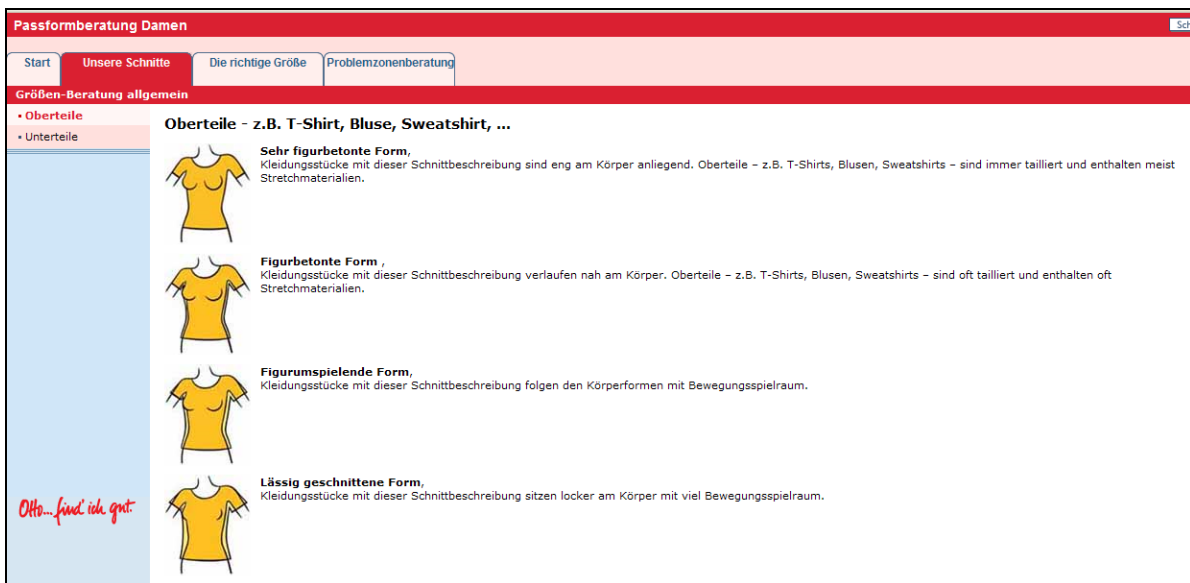 Passformberatung Damen
Sch
Start
Unsere Schnitte
Die richtige Größe
Problemzonenberatung
Größen-Beratung allgemein
Oberteile
Unterteile
Oberteile - z.B. T-Shirt, Bluse, Sweatshirt, ...
Sehr figurbetonte Form,
Kleidungsstücke mit dieser Schnittbeschreibung sind eng am Körper anliegend. Oberteile – z.B. T-Shirts, Blusen, Sweatshirts – sind immer tailliert und enthalten meist
Stretchmaterialien.
Figurbetonte Form ,
Kleidungsstücke mit dieser Schnittbeschreibung verlaufen nah am Körper. Oberteile – z.B. T-Shirts, Blusen, Sweatshirts – sind oft tailliert und enthalten oft
Stretchmaterialien.
Figurumspielende Form,
Kleidungsstücke mit dieser Schnittbeschreibung folgen den Körperformen mit Bewegungsspielraum.
Lässig geschnittene Form,
Kleidungsstücke mit dieser Schnittbeschreibung sitzen locker am Körper mit viel Bewegungsspielraum.
Otto... find' ich gut.